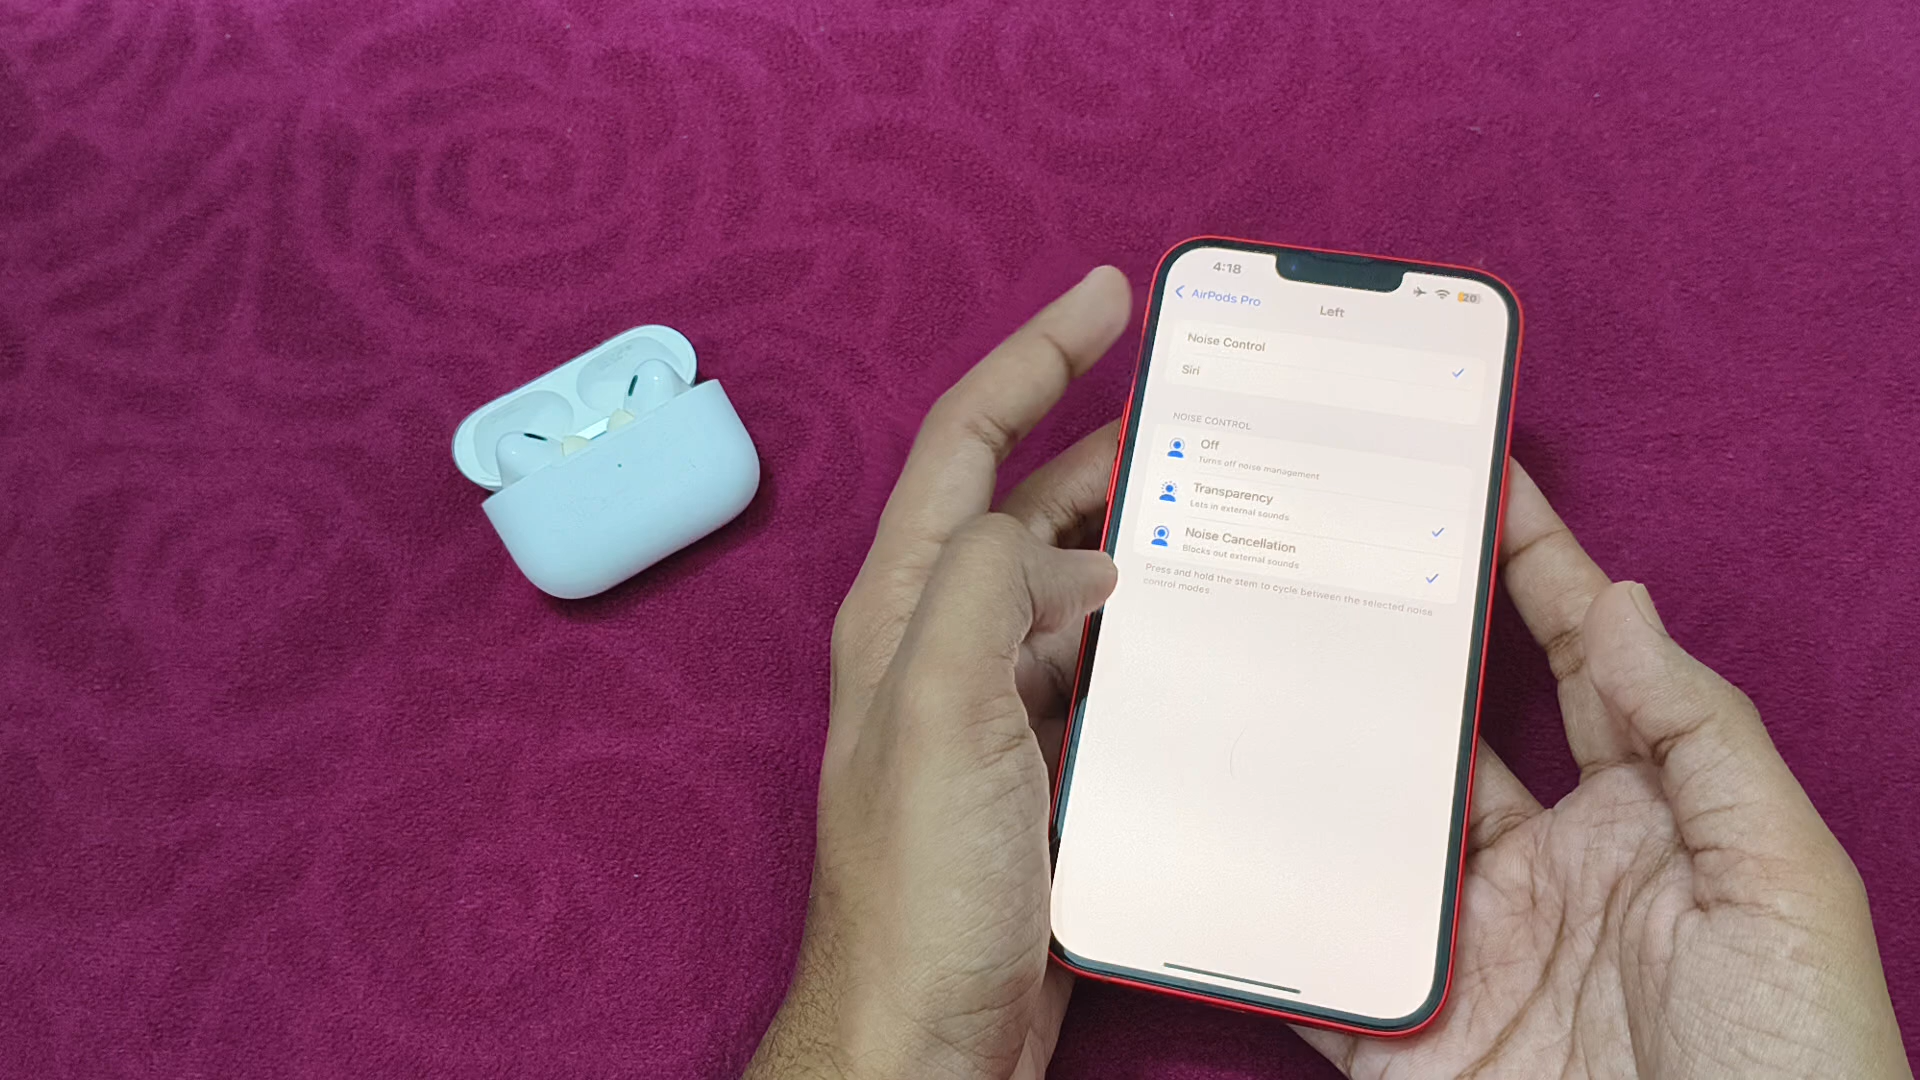 4:18
20
AirPods Pro
Left
Noise Control
Siri
NOISE CONTROL
Off
Turns off noise management
Transparency
Lets in external sounds
Noise Cancellation
Blocks out external sounds
Press and hold the stem to cycle between the selected noise
control modes.